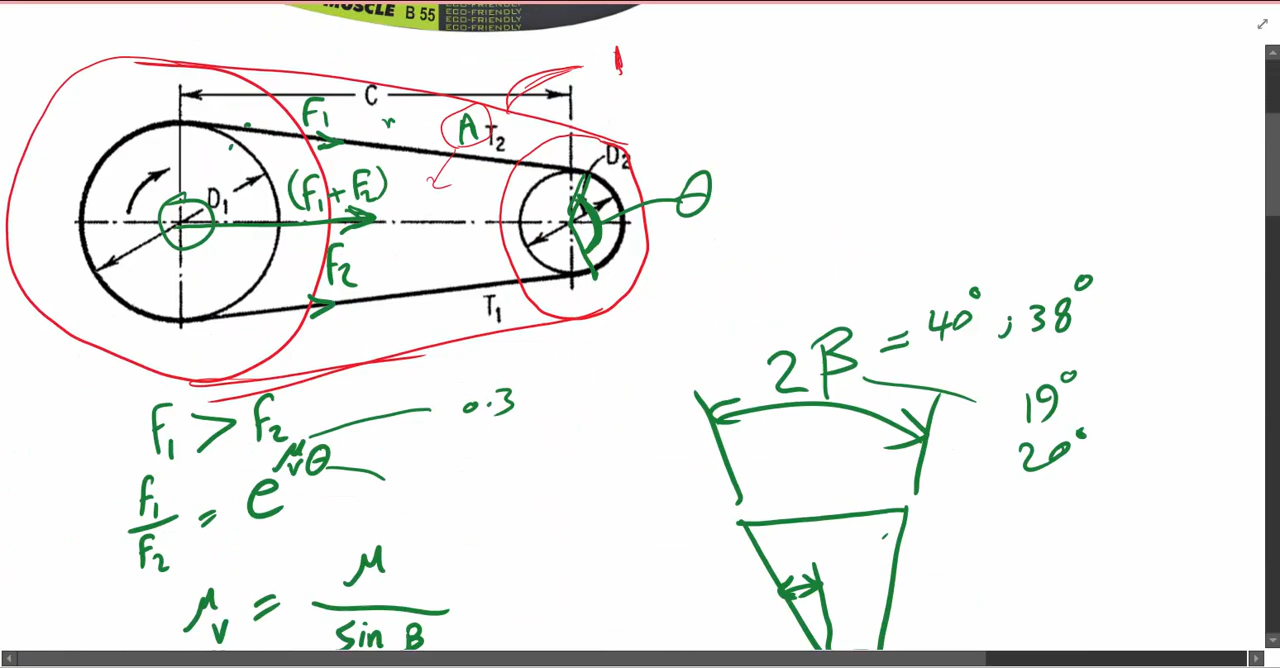 MUSCLE B 55
ECO-FRIENDLY
ECO-FRIENDLY
ECO-FRIENDLY
C
F1
A
T2
D2
D1
(F1+F2)
θ
F2
T1
2β = 40° ; 38°
19°
20°
F1 > F2
0.3
F1/F2 = e^μvθ
μv = μ / sin B